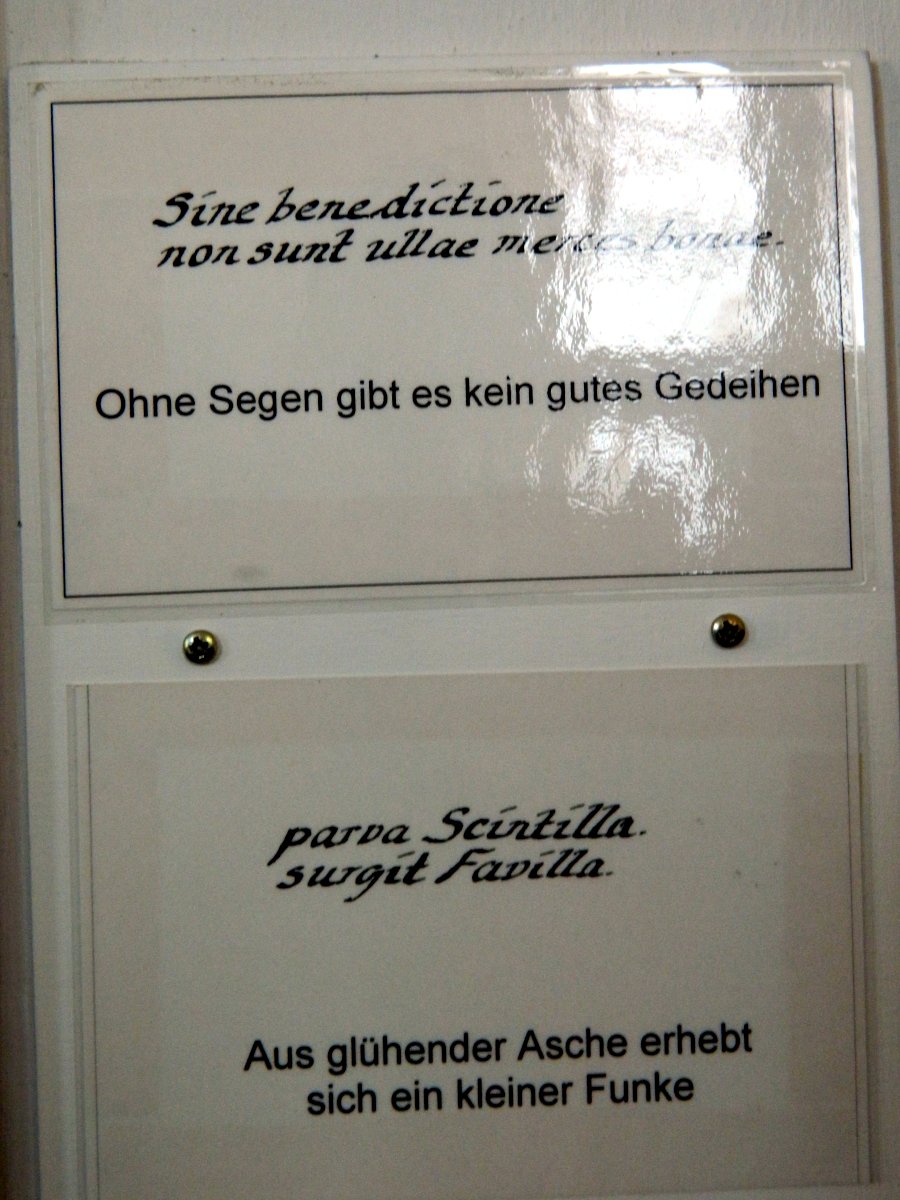 Sine benedictione
non sunt ullae merces bonae.
Ohne Segen gibt es kein gutes Gedeihen
parva Scintilla.
surgit Favilla.
Aus glühender Asche erhebt
sich ein kleiner Funke